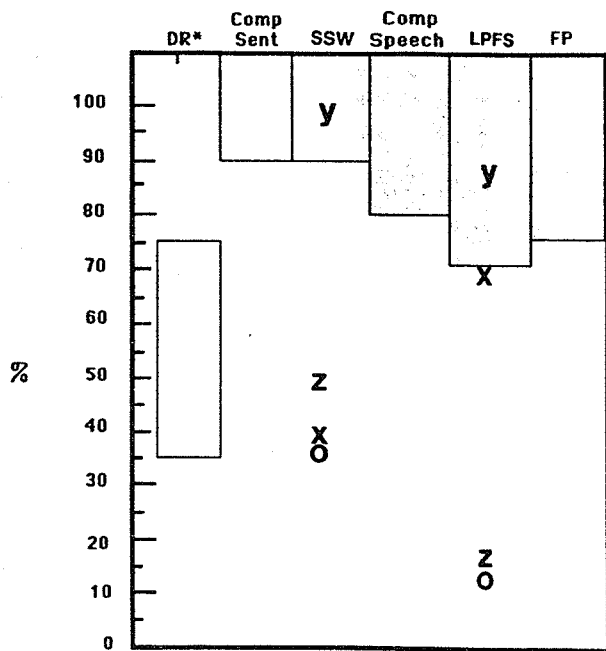 DR* Comp Sent SSW Comp Speech LPFS FP
100
y
90
y
80
70
X
60
%
50
Z
40
X
O
30
20
Z
O
10
0